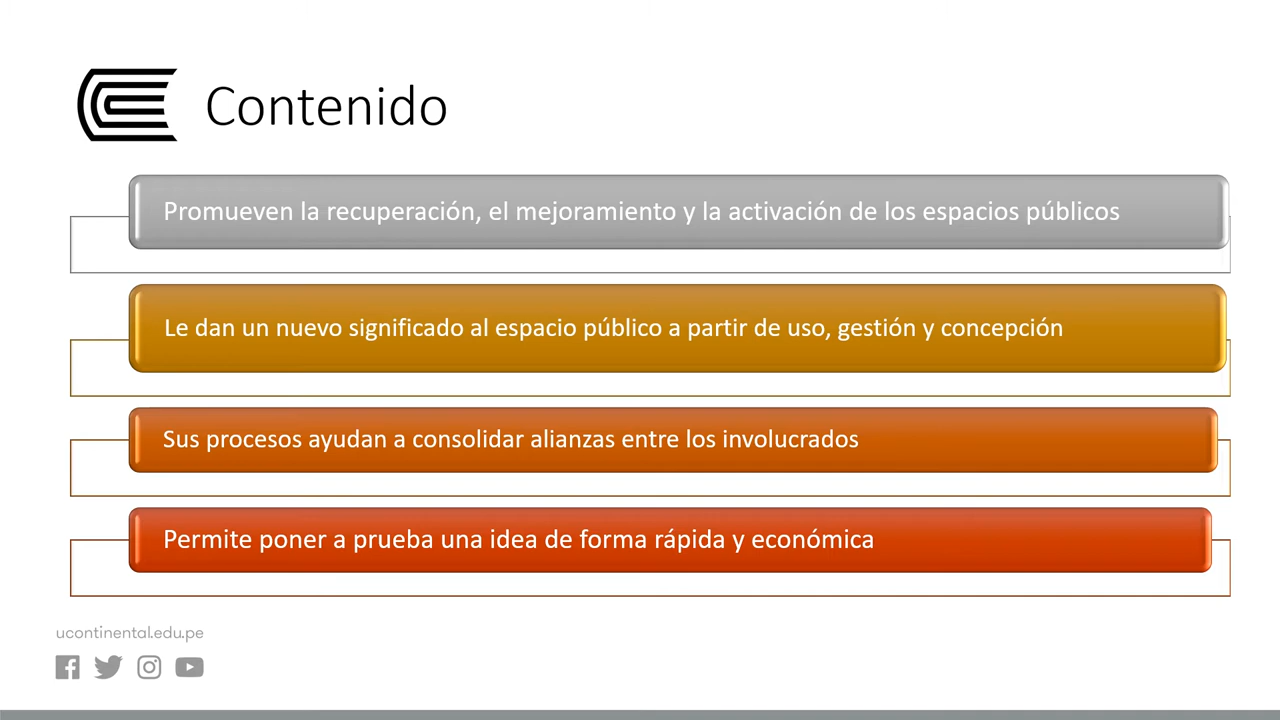 Contenido
Promueven la recuperación, el mejoramiento y la activación de los espacios públicos
Le dan un nuevo significado al espacio público a partir de uso, gestión y concepción
Sus procesos ayudan a consolidar alianzas entre los involucrados
Permite poner a prueba una idea de forma rápida y económica
ucontinental.edu.pe